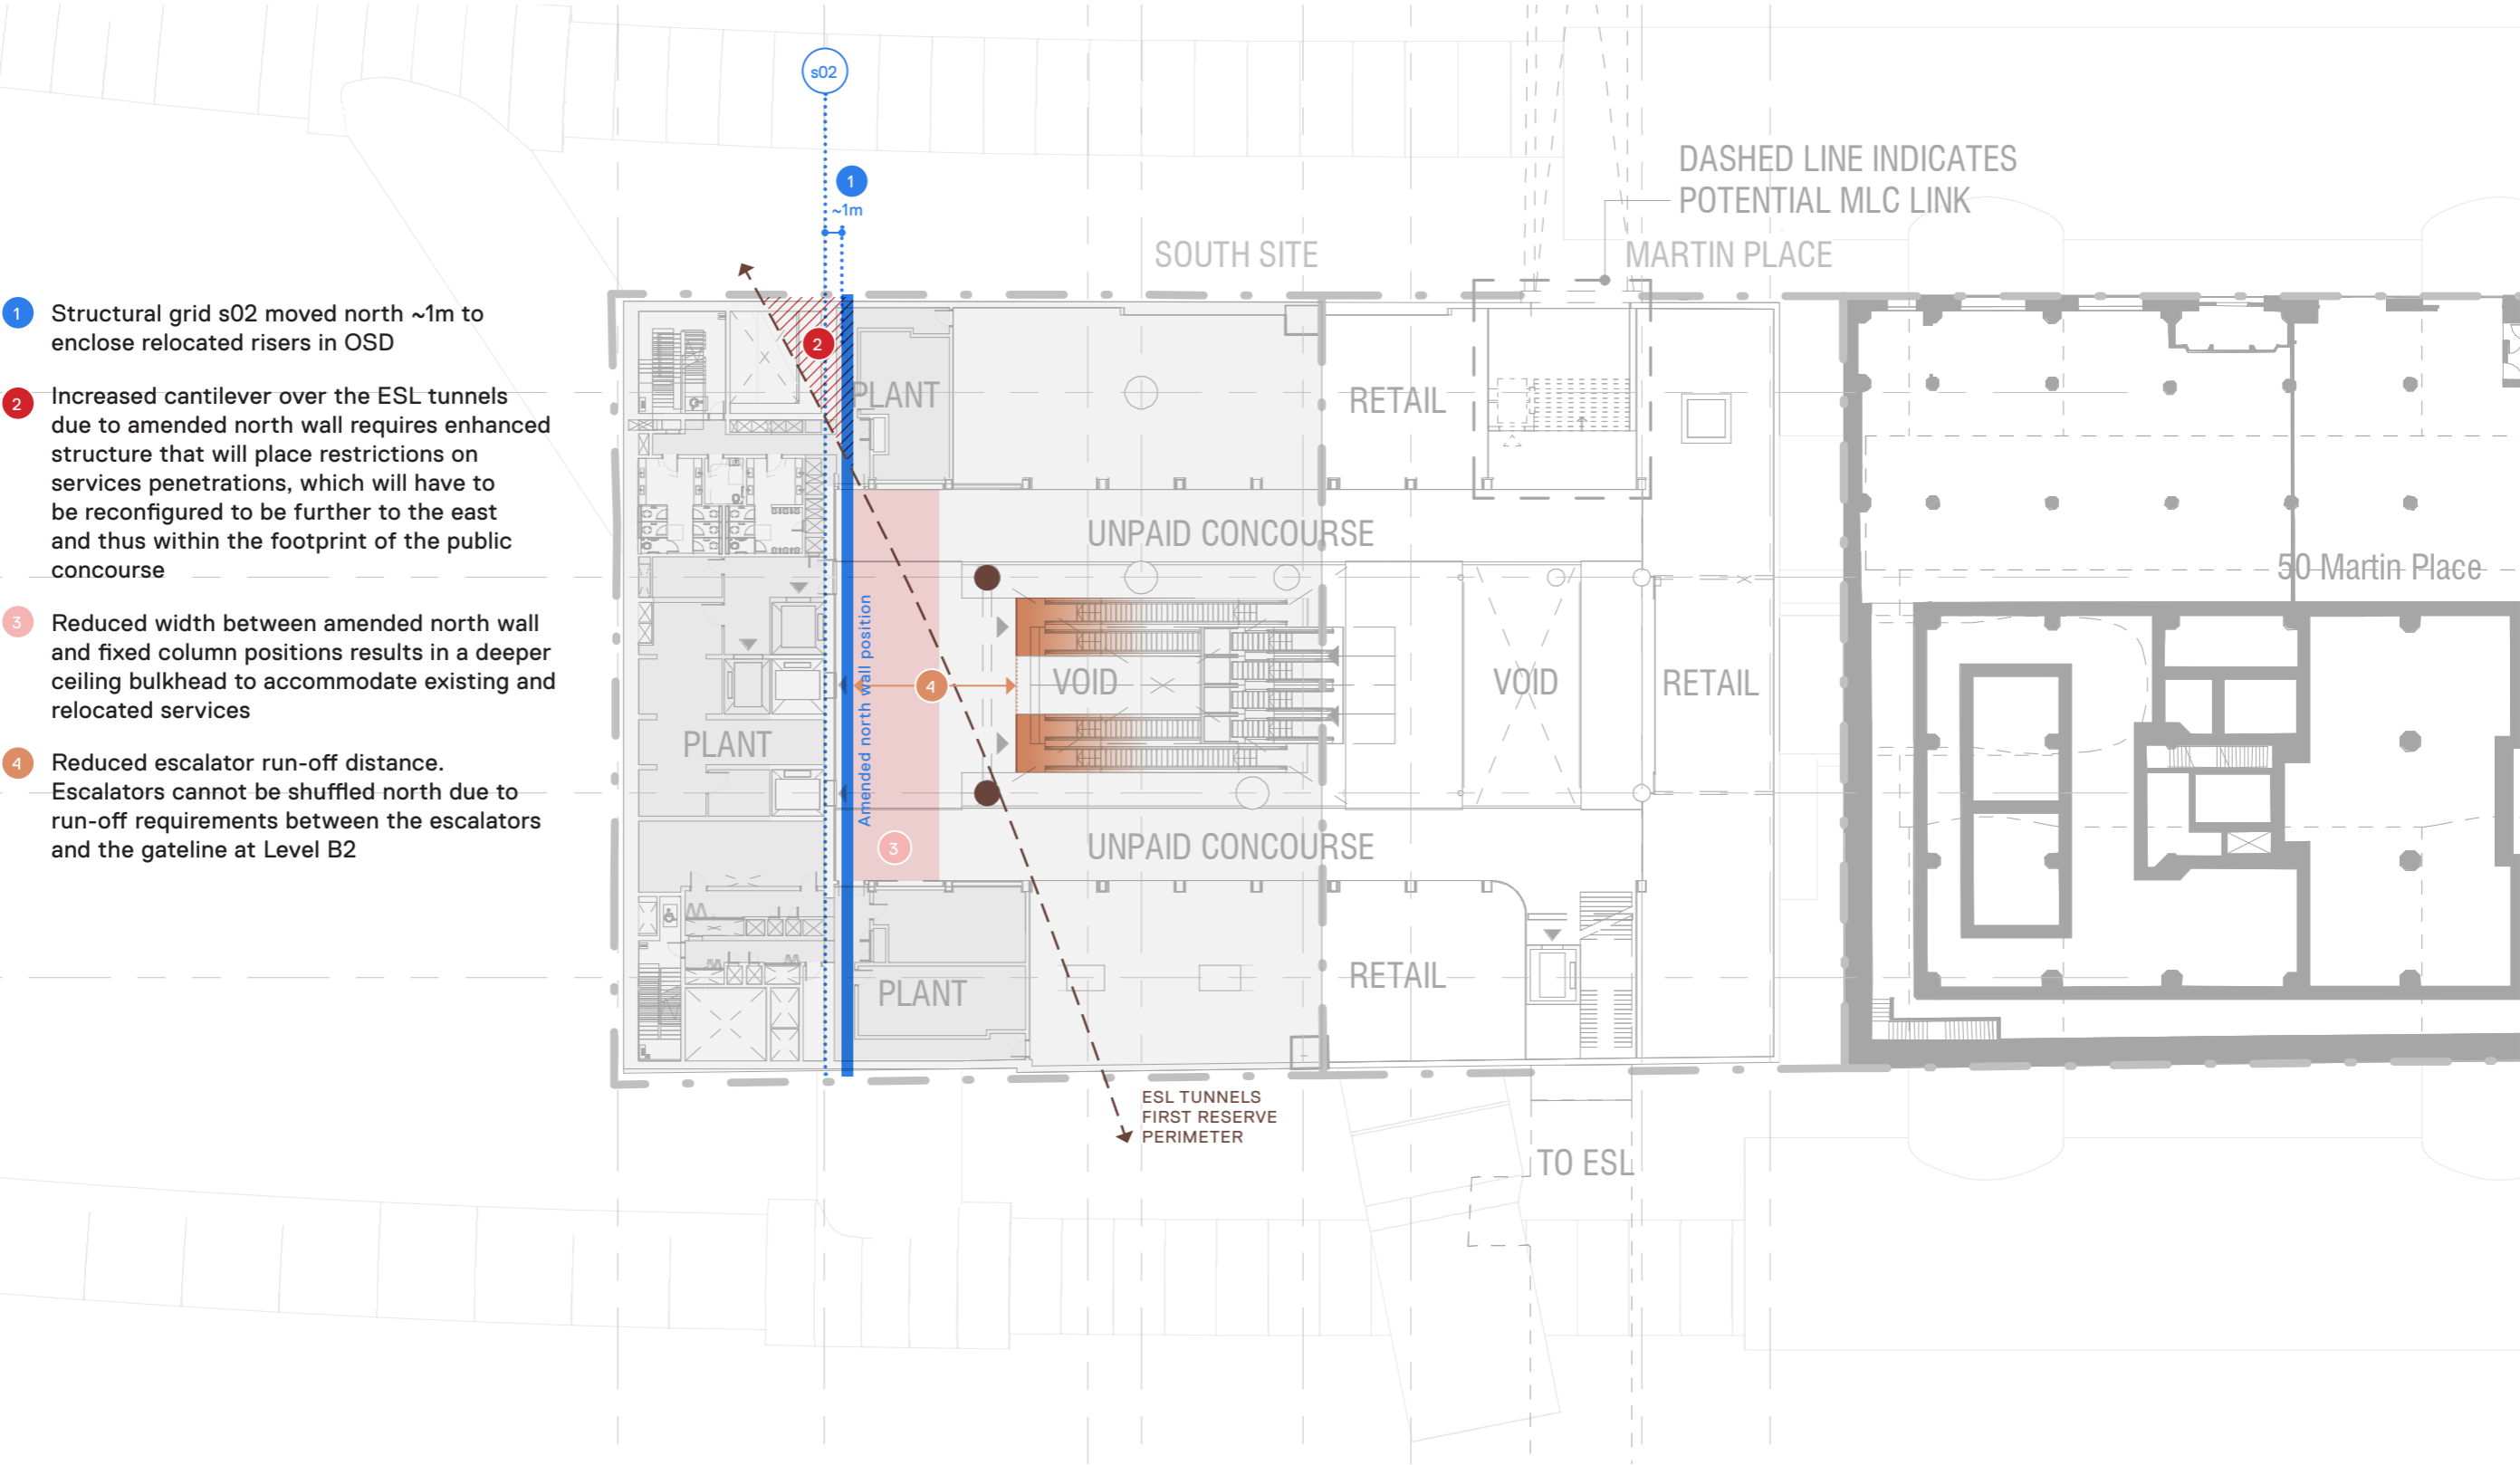 1
Structural grid s02 moved north ~1m to
enclose relocated risers in OSD
2
Increased cantilever over the ESL tunnels
due to amended north wall requires enhanced
structure that will place restrictions on
services penetrations, which will have to
be reconfigured to be further to the east
and thus within the footprint of the public
concourse
3
Reduced width between amended north wall
and fixed column positions results in a deeper
ceiling bulkhead to accommodate existing and
relocated services
4
Reduced escalator run-off distance.
Escalators cannot be shuffled north due to
run-off requirements between the escalators
and the gateline at Level B2
s02
1
~1m
DASHED LINE INDICATES
POTENTIAL MLC LINK
SOUTH SITE
MARTIN PLACE
2
PLANT
RETAIL
UNPAID CONCOURSE
50 Martin Place
Amended north wall position
4
VOID
VOID
RETAIL
PLANT
3
UNPAID CONCOURSE
PLANT
RETAIL
ESL TUNNELS
FIRST RESERVE
PERIMETER
TO ESL